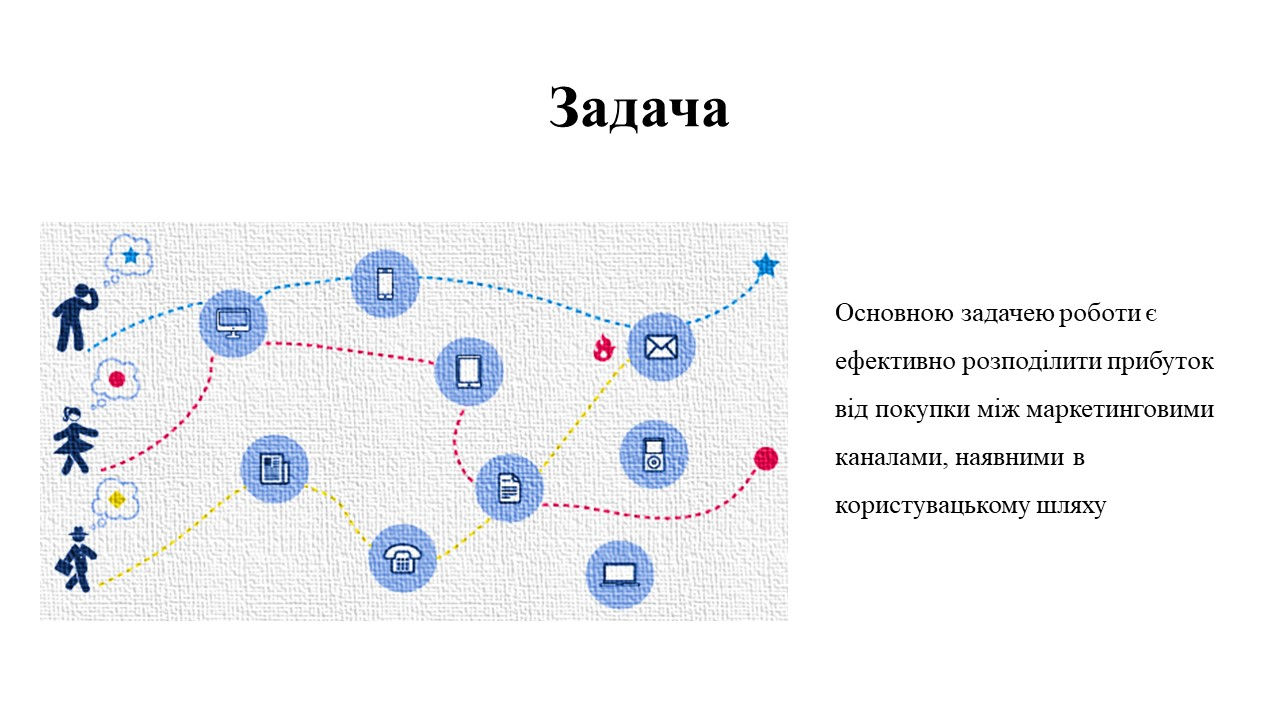 Задача
Основною задачею роботи є
ефективно розподілити прибуток
від покупки між маркетинговими
каналами, наявними в
користувацькому шляху